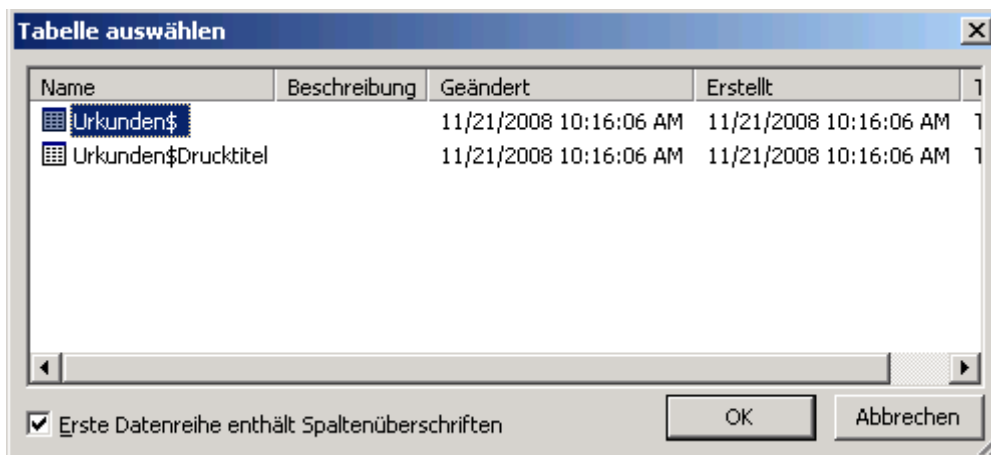 Tabelle auswählen
Name Beschreibung Geändert Erstellt
Urkunden$ 11/21/2008 10:16:06 AM 11/21/2008 10:16:06 AM
Urkunden$Drucktitel 11/21/2008 10:16:06 AM 11/21/2008 10:16:06 AM
Erste Datenreihe enthält Spaltenüberschriften OK Abbrechen